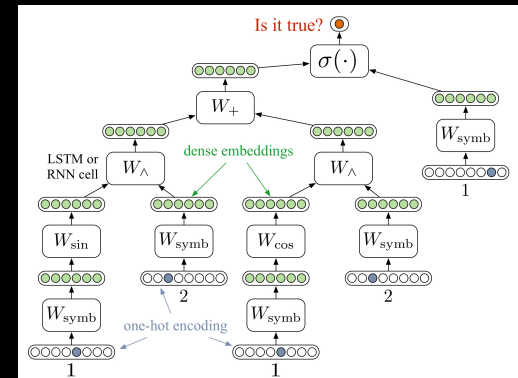 Is it true?
σ(·)
W+
Wsymb
LSTM or
RNN cell
dense embeddings
W∧
W∧
1
Wsin
Wsymb
Wcos
Wsymb
2
2
Wsymb
one-hot encoding
Wsymb
1
1